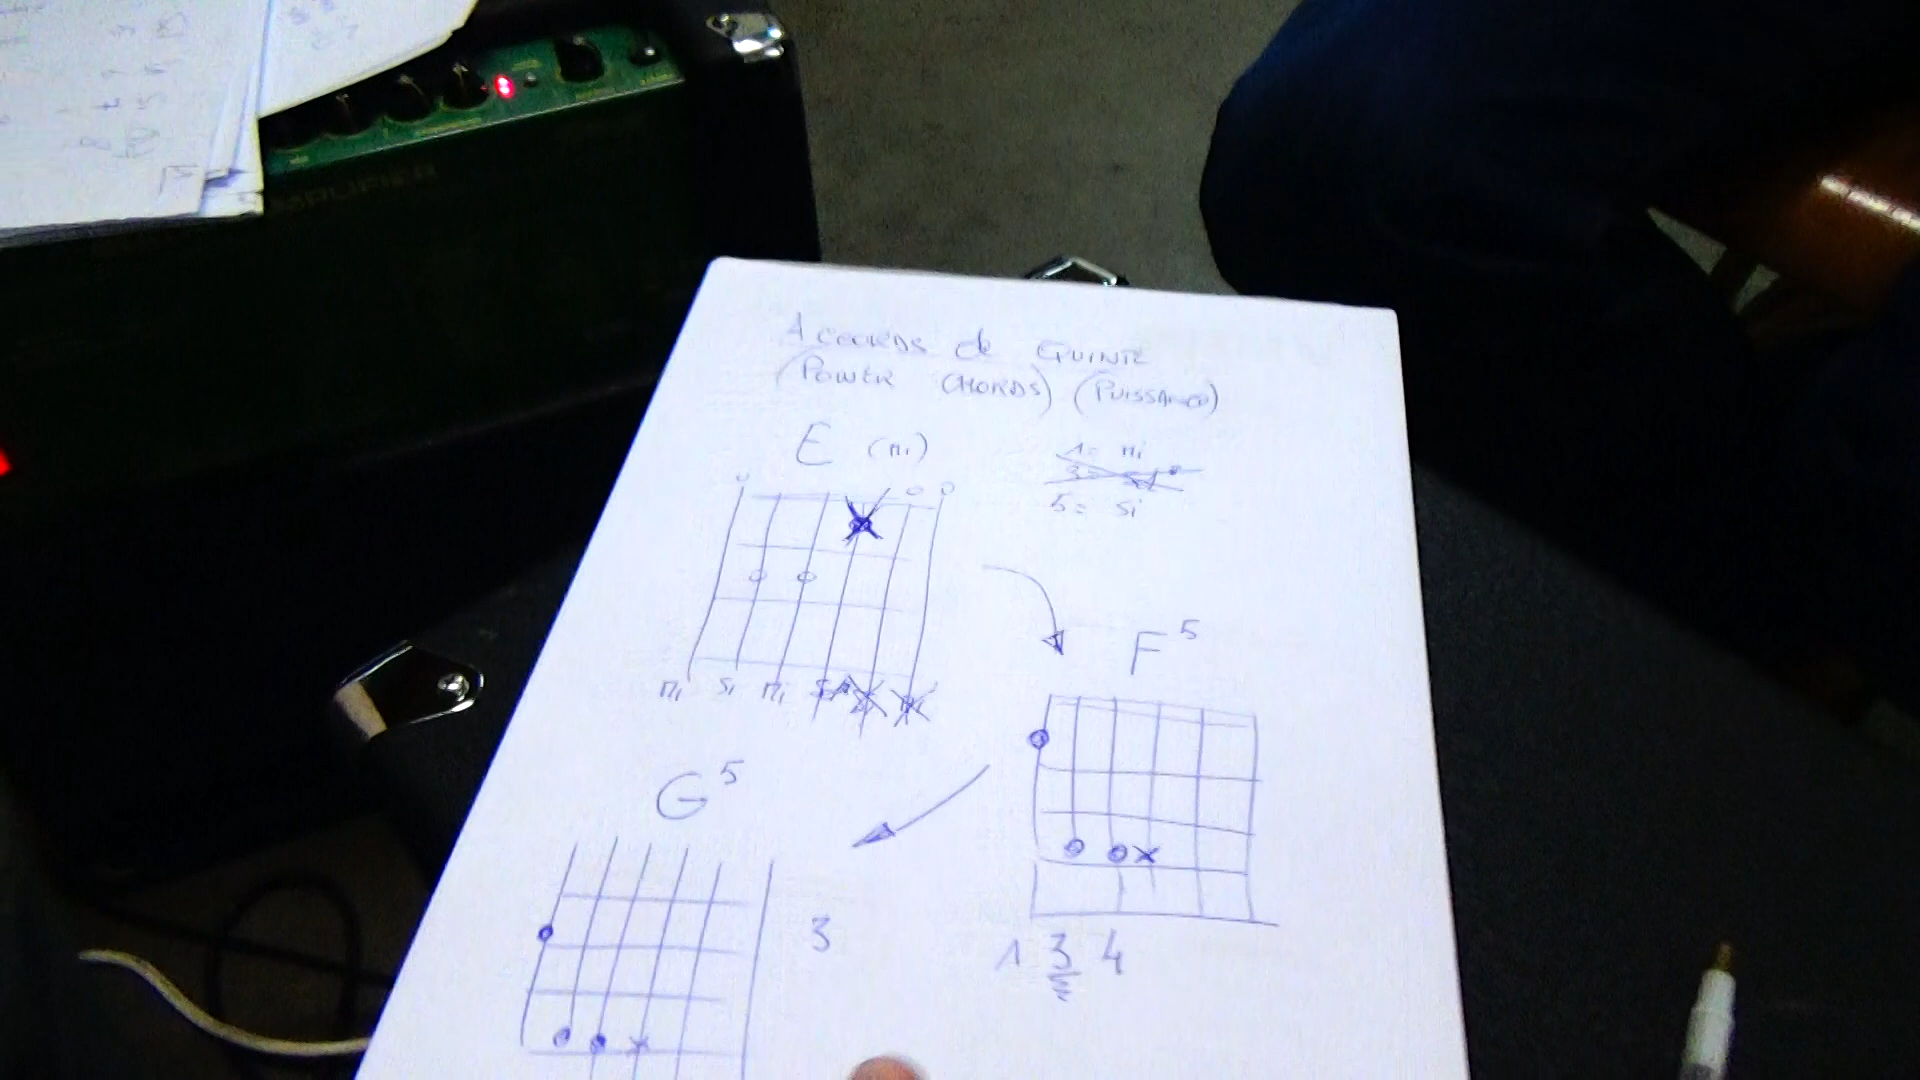 Accords de Quinte
(Power Chords) (Puissance)
E (Mi)
1 = Mi
5 = Si
Mi Si Mi
F5
1 3 4
G5
3